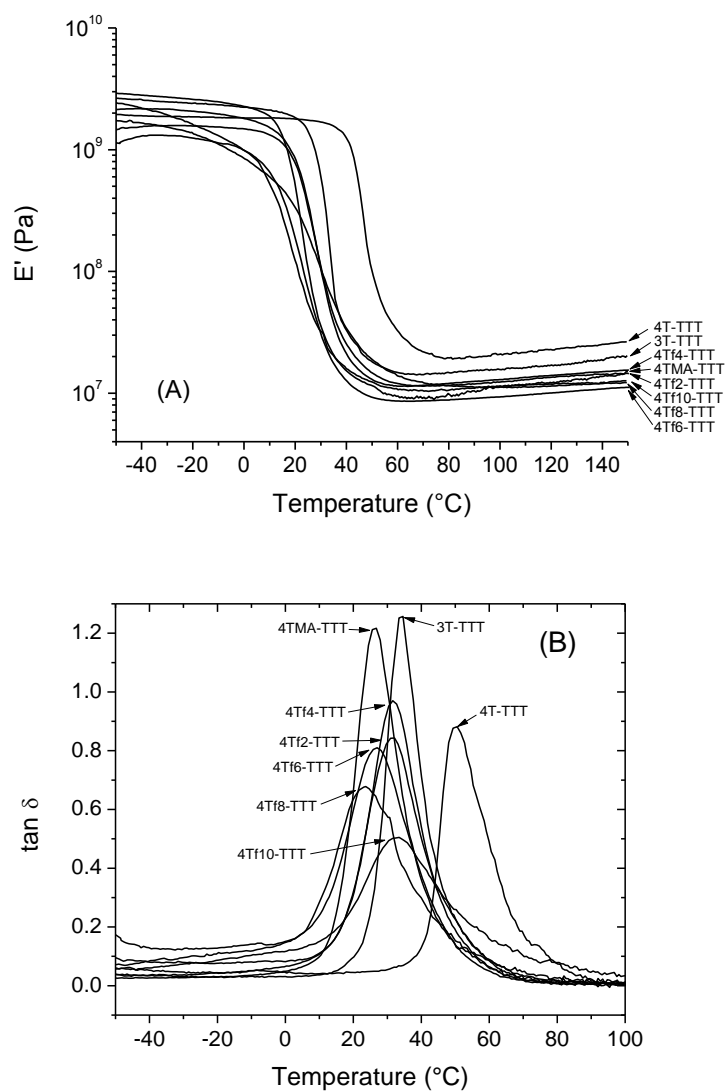 10^10
10^9
10^8
10^7
E' (Pa)
(A)
4T-TTT
3T-TTT
4Tf4-TTT
4TMA-TTT
4Tf2-TTT
4Tf10-TTT
4Tf8-TTT
4Tf6-TTT
-40 -20 0 20 40 60 80 100 120 140
Temperature (°C)
1.2
1.0
0.8
0.6
0.4
0.2
0.0
tan δ
(B)
4TMA-TTT
3T-TTT
4T-TTT
4Tf4-TTT
4Tf2-TTT
4Tf6-TTT
4Tf8-TTT
4Tf10-TTT
-40 -20 0 20 40 60 80 100
Temperature (°C)